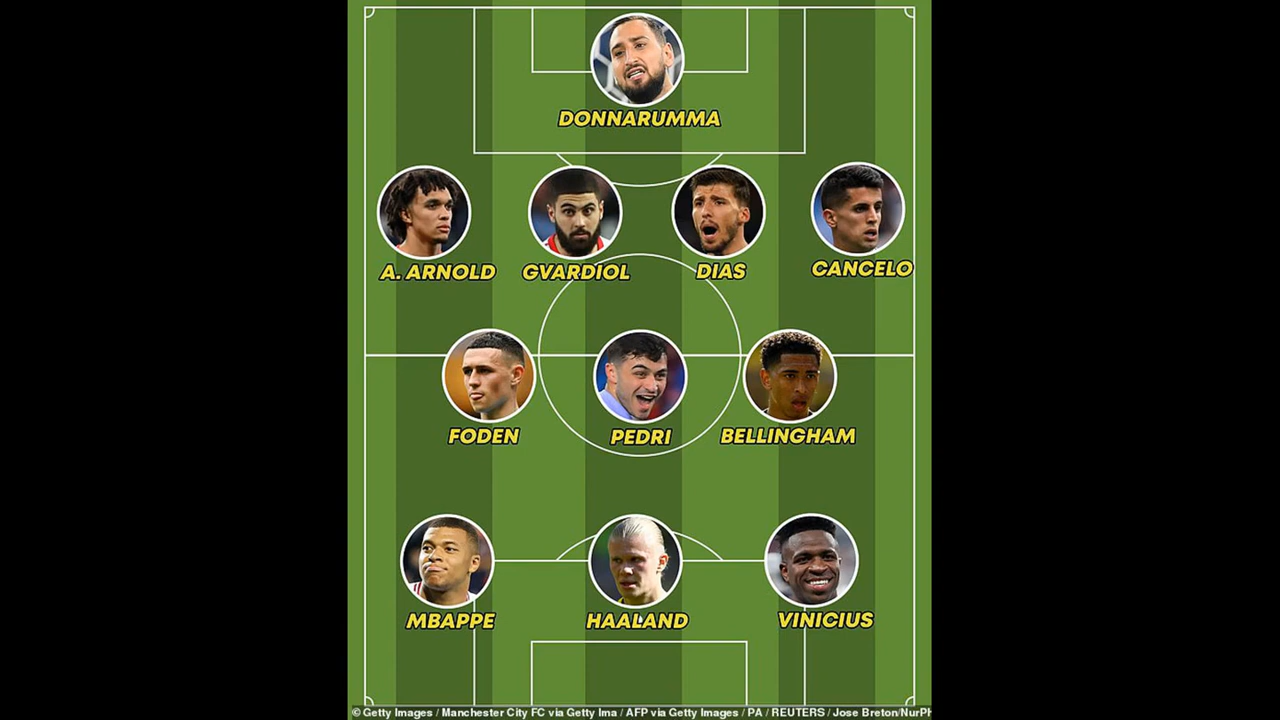 DONNARUMMA
A. ARNOLD GVARDIOL DIAS CANCELO
FODEN PEDRI BELLINGHAM
MBAPPE HAALAND VINICIUS
© Getty Images / Manchester City FC via Getty Ima / AFP via Getty Images / PA / REUTERS / Jose Breton/NurPh